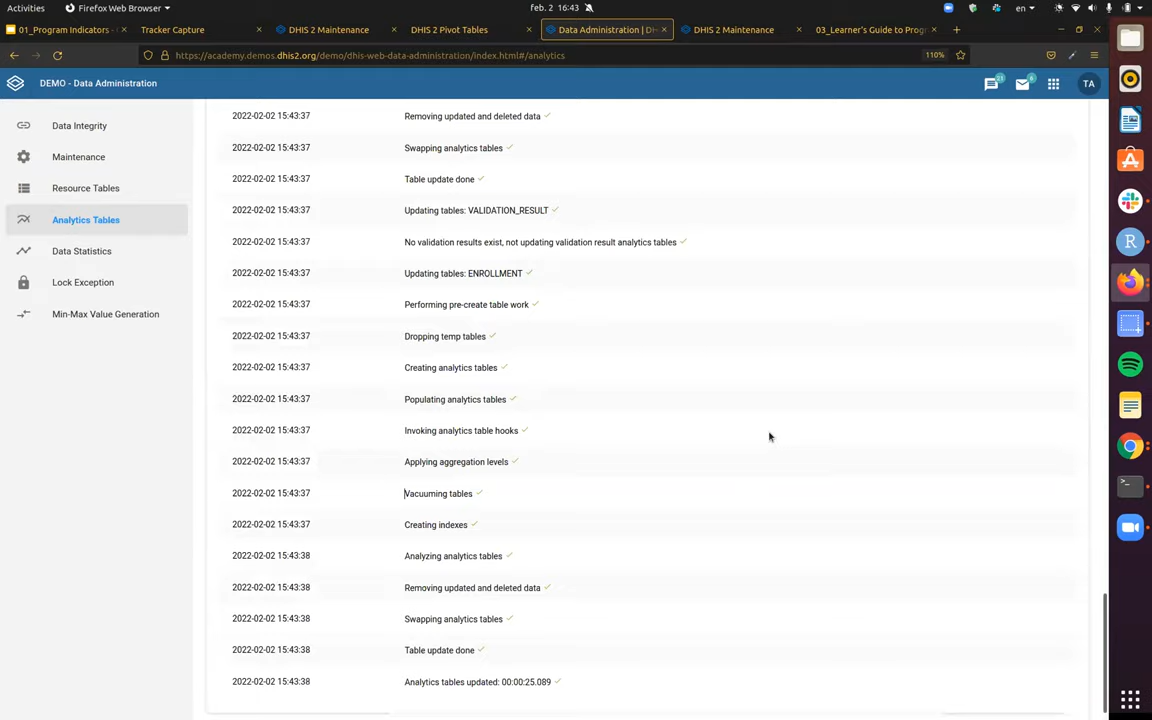 Activities
Firefox Web Browser
feb. 2 16:43
en
01_Program Indicators -
Tracker Capture
DHIS 2 Maintenance
DHIS 2 Pivot Tables
Data Administration | DH
DHIS 2 Maintenance
03_Learner's Guide to Prog
https://academy.demos.dhis2.org/demo/dhis-web-data-administration/index.html#/analytics
110%
DEMO - Data Administration
21
6
TA
Data Integrity
Maintenance
Resource Tables
Analytics Tables
Data Statistics
Lock Exception
Min-Max Value Generation
2022-02-02 15:43:37 Removing updated and deleted data
2022-02-02 15:43:37 Swapping analytics tables
2022-02-02 15:43:37 Table update done
2022-02-02 15:43:37 Updating tables: VALIDATION_RESULT
2022-02-02 15:43:37 No validation results exist, not updating validation result analytics tables
2022-02-02 15:43:37 Updating tables: ENROLLMENT
2022-02-02 15:43:37 Performing pre-create table work
2022-02-02 15:43:37 Dropping temp tables
2022-02-02 15:43:37 Creating analytics tables
2022-02-02 15:43:37 Populating analytics tables
2022-02-02 15:43:37 Invoking analytics table hooks
2022-02-02 15:43:37 Applying aggregation levels
2022-02-02 15:43:37 Vacuuming tables
2022-02-02 15:43:37 Creating indexes
2022-02-02 15:43:38 Analyzing analytics tables
2022-02-02 15:43:38 Removing updated and deleted data
2022-02-02 15:43:38 Swapping analytics tables
2022-02-02 15:43:38 Table update done
2022-02-02 15:43:38 Analytics tables updated: 00:00:25.089